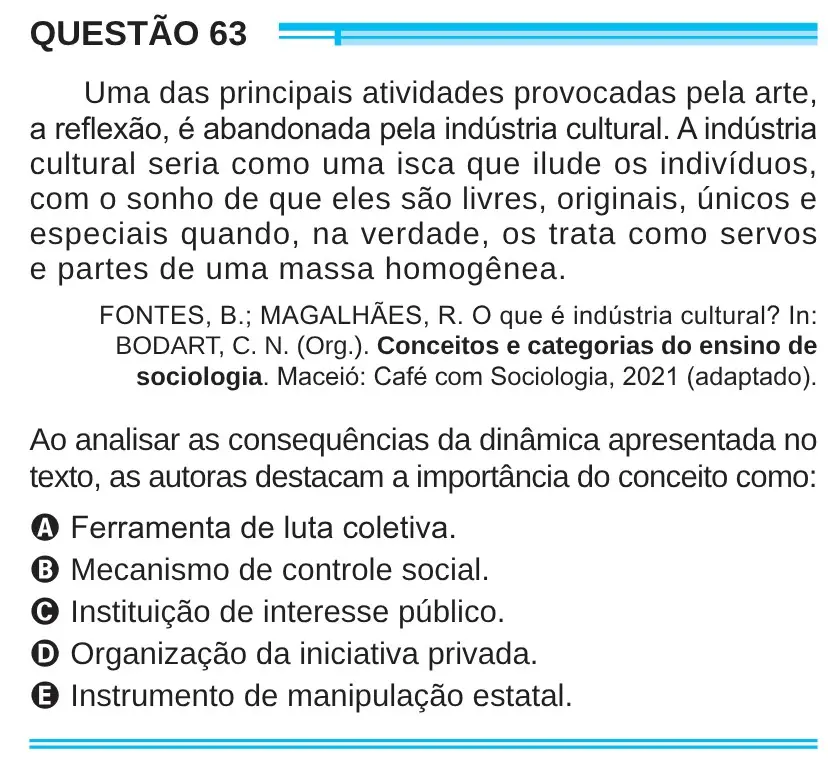 QUESTÃO 63
Uma das principais atividades provocadas pela arte,
a reflexão, é abandonada pela indústria cultural. A indústria
cultural seria como uma isca que ilude os indivíduos,
com o sonho de que eles são livres, originais, únicos e
especiais quando, na verdade, os trata como servos
e partes de uma massa homogênea.
FONTES, B.; MAGALHÃES, R. O que é indústria cultural? In:
BODART, C. N. (Org.). Conceitos e categorias do ensino de
sociologia. Maceió: Café com Sociologia, 2021 (adaptado).
Ao analisar as consequências da dinâmica apresentada no
texto, as autoras destacam a importância do conceito como:
A Ferramenta de luta coletiva.
B Mecanismo de controle social.
C Instituição de interesse público.
D Organização da iniciativa privada.
E Instrumento de manipulação estatal.